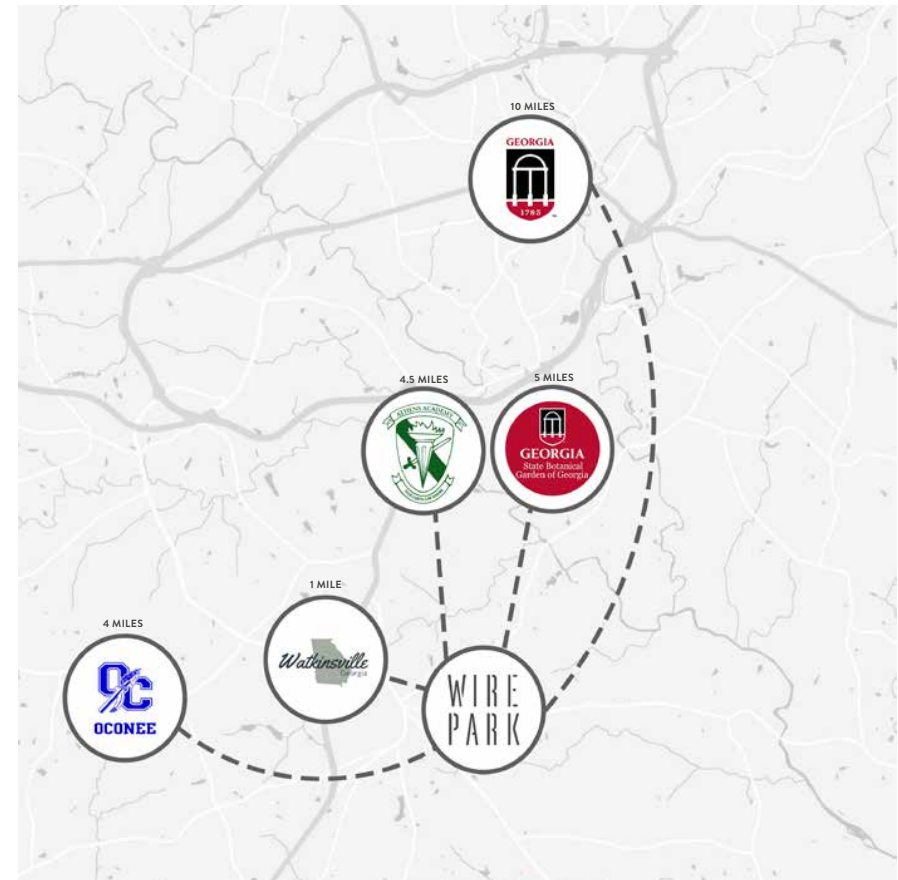 10 MILES
GEORGIA
1785
4.5 MILES
ATHENS ACADEMY
5 MILES
GEORGIA
State Botanical
Garden of Georgia
1 MILE
Watkinsville
Georgia
4 MILES
OC
OCONEE
WIRE
PARK